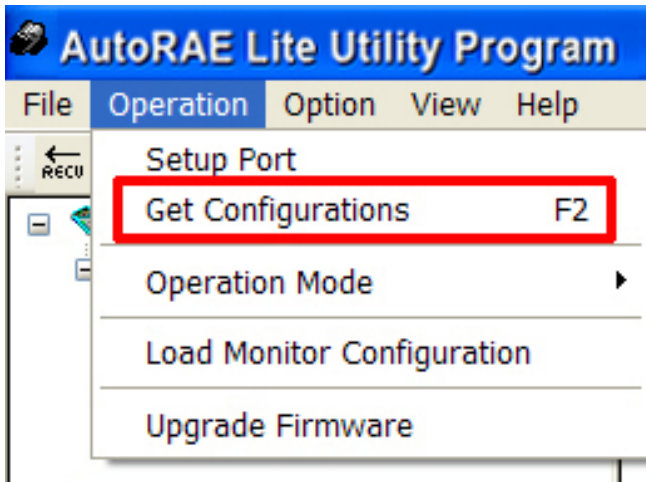 AutoRAE Lite Utility Program
File Operation Option View Help
RECV
Setup Port
Get Configurations F2
Operation Mode
Load Monitor Configuration
Upgrade Firmware